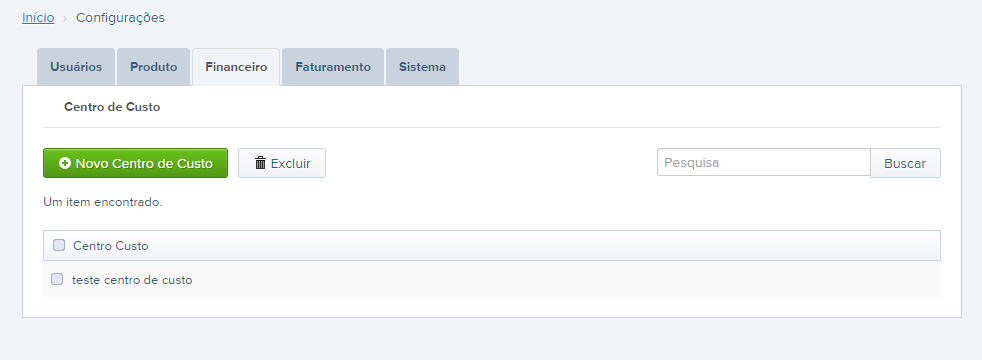 Início › Configurações
Usuários Produto Financeiro Faturamento Sistema
Centro de Custo
Novo Centro de Custo Excluir Pesquisa Buscar
Um item encontrado.
Centro Custo
teste centro de custo